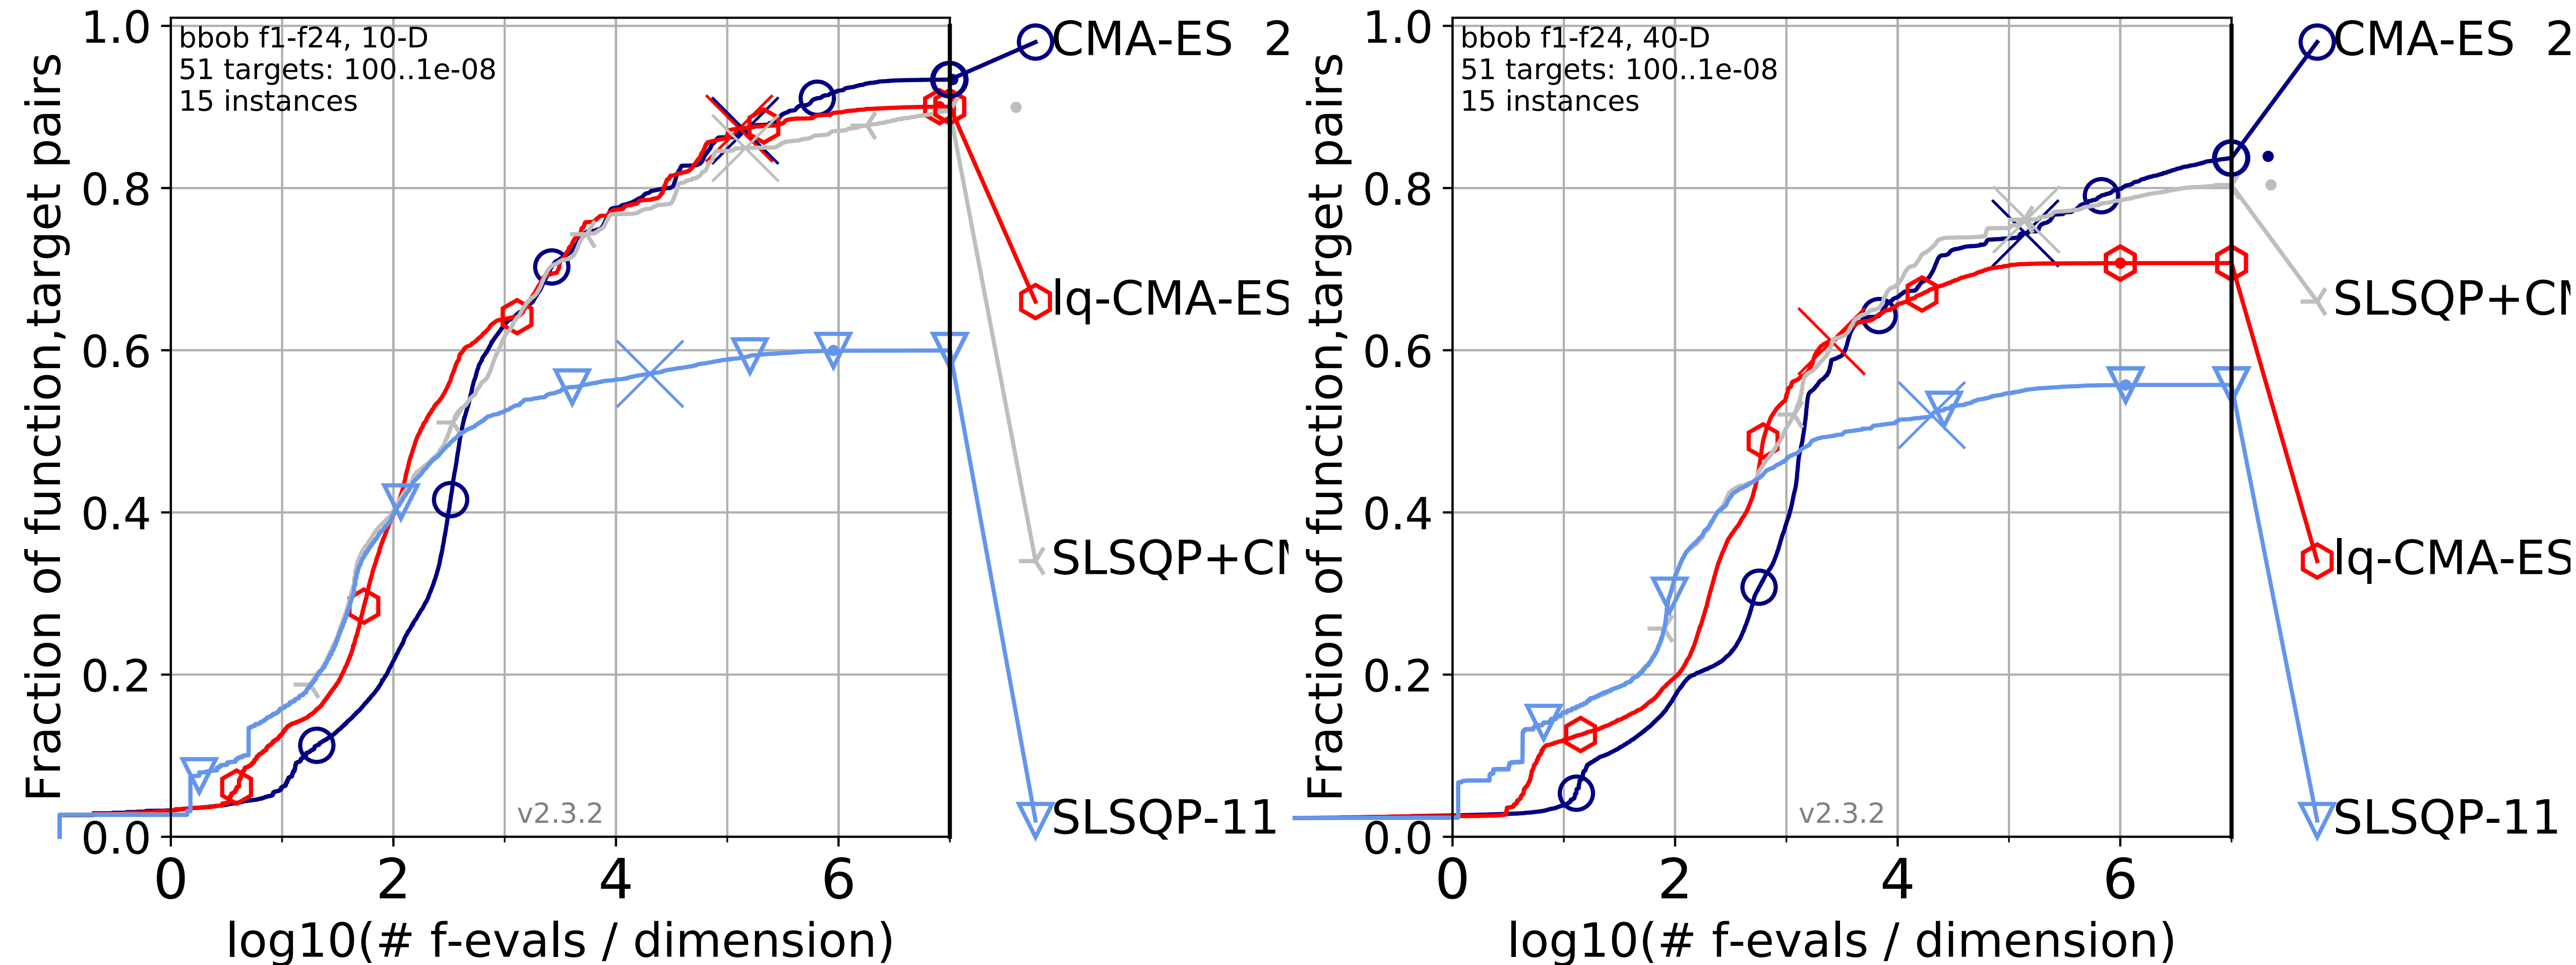 Fraction of function,target pairs
1.0
0.8
0.6
0.4
0.2
0.0
bbob f1-f24, 10-D
51 targets: 100..1e-08
15 instances
v2.3.2
0 2 4 6
log10(# f-evals / dimension)
CMA-ES 2
lq-CMA-ES
SLSQP+C
SLSQP-11
Fraction of function,target pairs
1.0
0.8
0.6
0.4
0.2
0.0
bbob f1-f24, 40-D
51 targets: 100..1e-08
15 instances
v2.3.2
0 2 4 6
log10(# f-evals / dimension)
CMA-ES 2
SLSQP+C
lq-CMA-ES
SLSQP-11